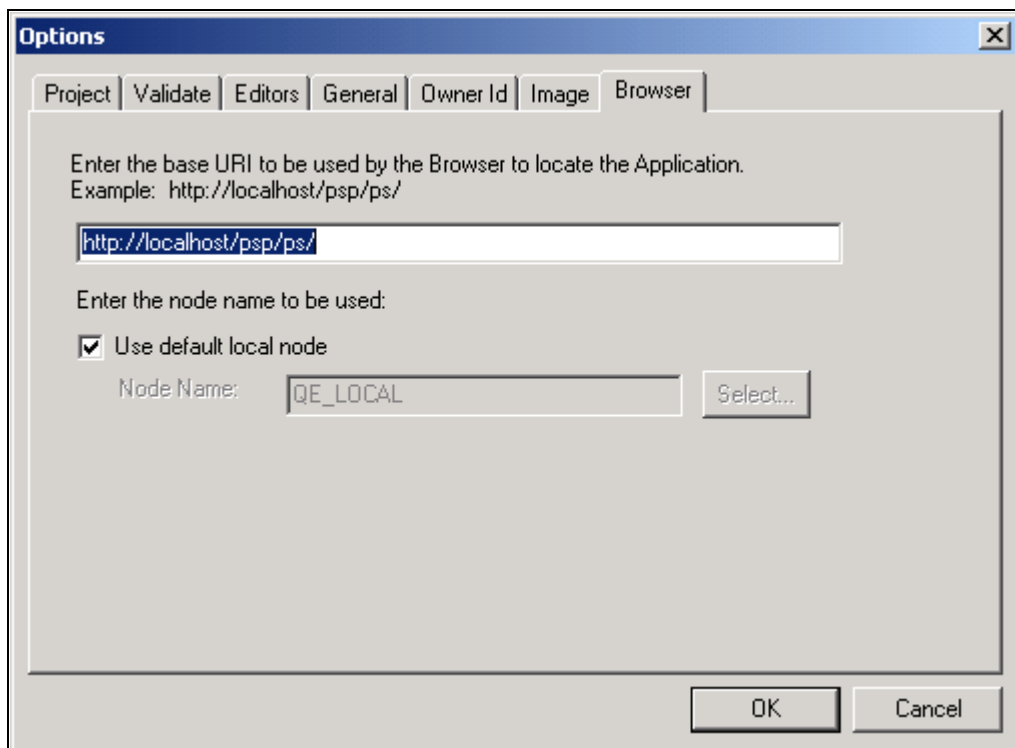 Options
Project Validate Editors General Owner Id Image Browser
Enter the base URI to be used by the Browser to locate the Application.
Example: http://localhost/psp/ps/
http://localhost/psp/ps/
Enter the node name to be used:
Use default local node
Node Name: QE_LOCAL Select...
OK Cancel